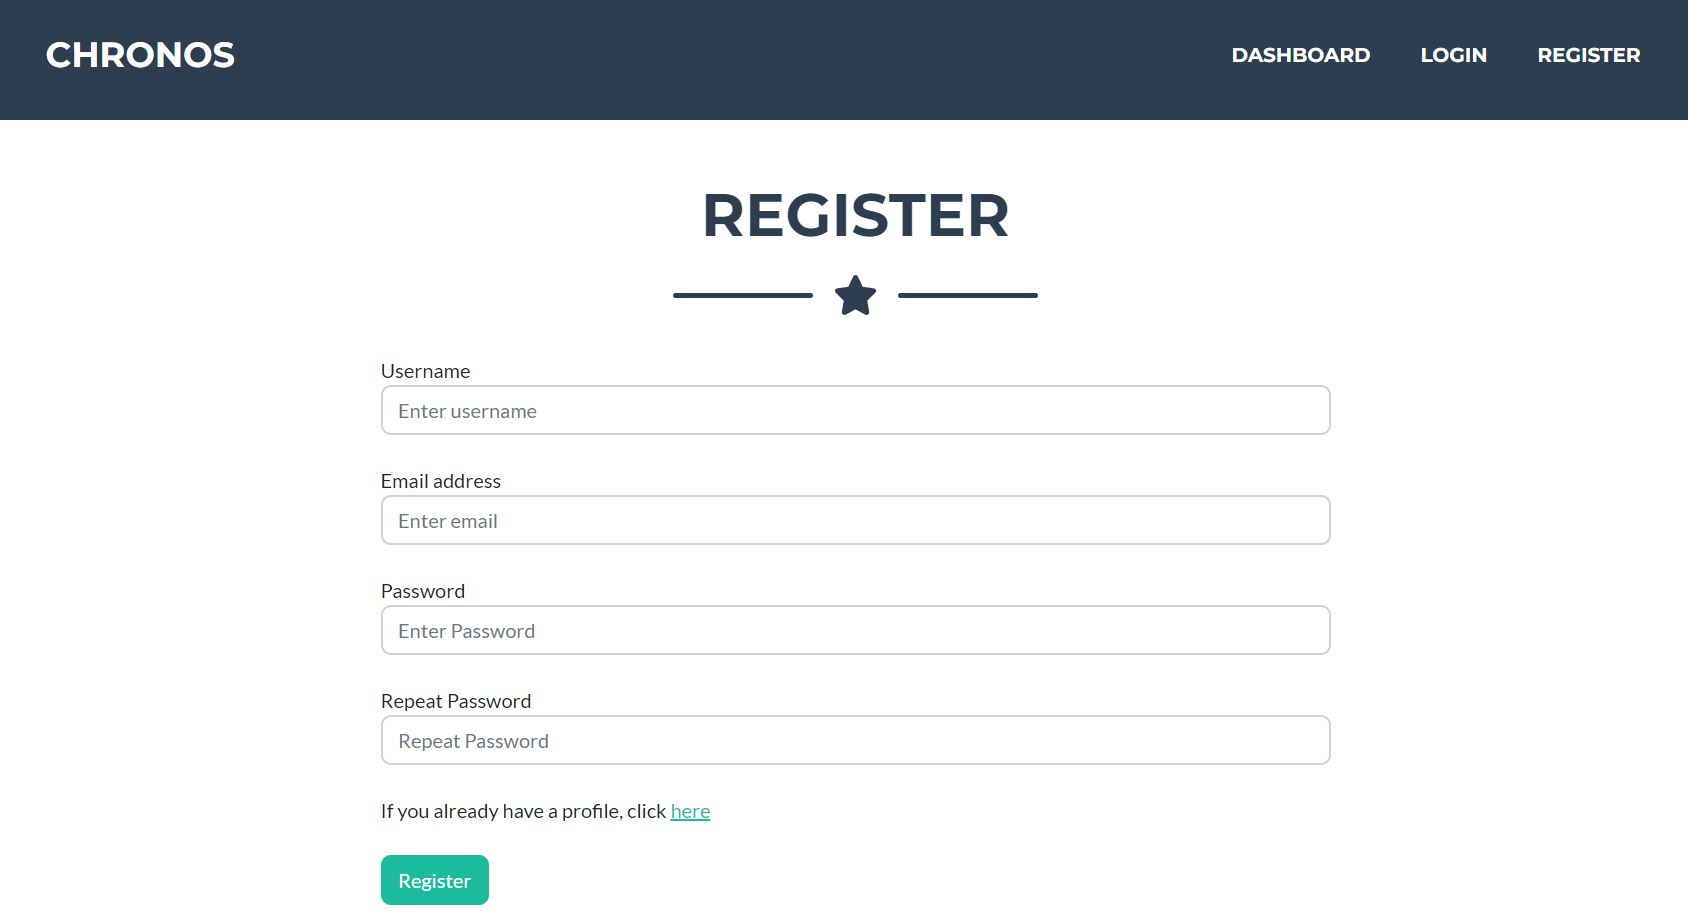 CHRONOS DASHBOARD LOGIN REGISTER
REGISTER
Username
Enter username
Email address
Enter email
Password
Enter Password
Repeat Password
Repeat Password
If you already have a profile, click here
Register